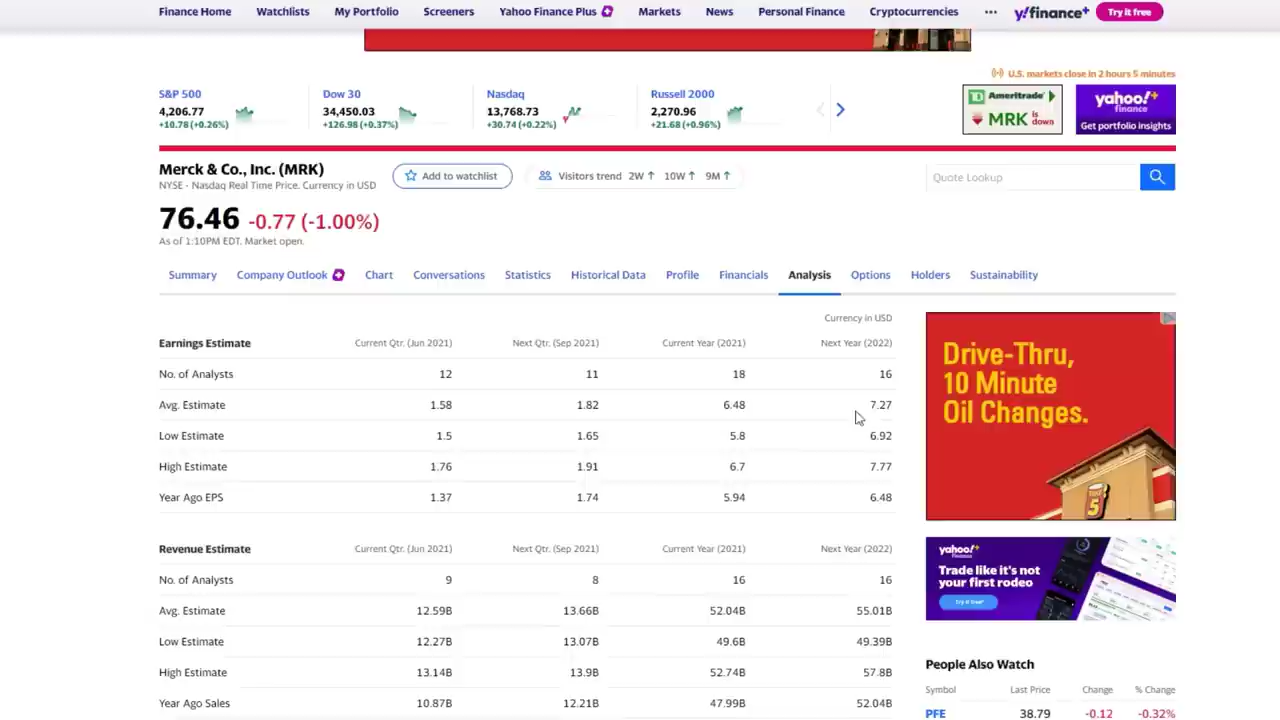 Finance Home Watchlists My Portfolio Screeners Yahoo Finance Plus Markets News Personal Finance Cryptocurrencies ••• y!finance+ Try it free
U.S. markets close in 2 hours 5 minutes
S&P 500 Dow 30 Nasdaq Russell 2000
4,206.77 34,450.03 13,768.73 2,270.96
+10.78 (+0.26%) +126.98 (+0.37%) +30.74 (+0.22%) +21.68 (+0.96%)
TD Ameritrade
MRK is down
yahoo!+
finance
Get portfolio insights
Merck & Co., Inc. (MRK)
NYSE - Nasdaq Real Time Price. Currency in USD
Add to watchlist
Visitors trend 2W ↑ 10W ↑ 9M ↑
Quote Lookup
76.46 -0.77 (-1.00%)
As of 1:10PM EDT. Market open.
Summary Company Outlook Chart Conversations Statistics Historical Data Profile Financials Analysis Options Holders Sustainability
Currency in USD
Earnings Estimate Current Qtr. (Jun 2021) Next Qtr. (Sep 2021) Current Year (2021) Next Year (2022)
No. of Analysts 12 11 18 16
Avg. Estimate 1.58 1.82 6.48 7.27
Low Estimate 1.5 1.65 5.8 6.92
High Estimate 1.76 1.91 6.7 7.77
Year Ago EPS 1.37 1.74 5.94 6.48
Revenue Estimate Current Qtr. (Jun 2021) Next Qtr. (Sep 2021) Current Year (2021) Next Year (2022)
No. of Analysts 9 8 16 16
Avg. Estimate 12.59B 13.66B 52.04B 55.01B
Low Estimate 12.27B 13.07B 49.6B 49.39B
High Estimate 13.14B 13.9B 52.74B 57.8B
Year Ago Sales 10.87B 12.21B 47.99B 52.04B
Drive-Thru,
10 Minute
Oil Changes.
5
yahoo!+
finance
Trade like it's not
your first rodeo
Try it free*
People Also Watch
Symbol Last Price Change % Change
PFE 38.79 -0.12 -0.32%